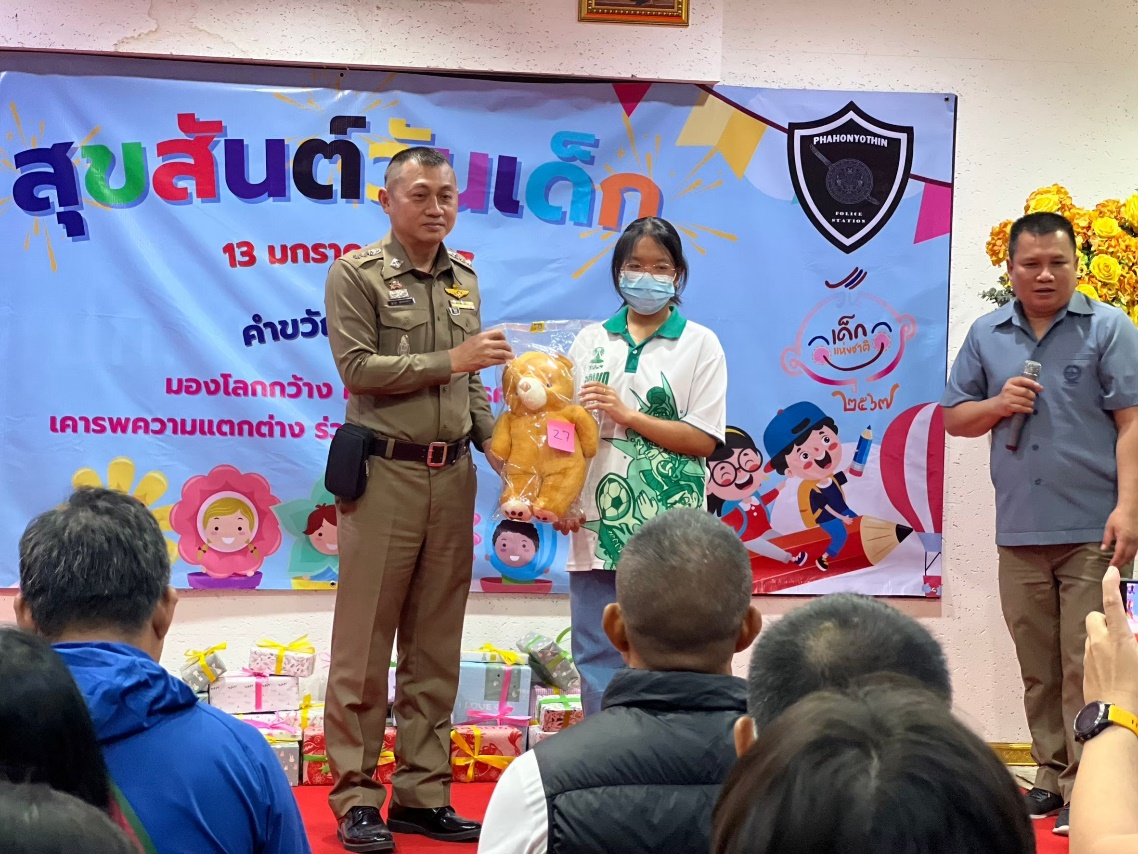 สุขสันต์วันเด็ก
13 มกรา
คำขวั
มองโลกกว้าง
เคารพความแตกต่าง ร่ว
PHAHONYOTHIN
POLICE
STATION
เด็ก
แห่งชาติ
๒๕๖๗
27